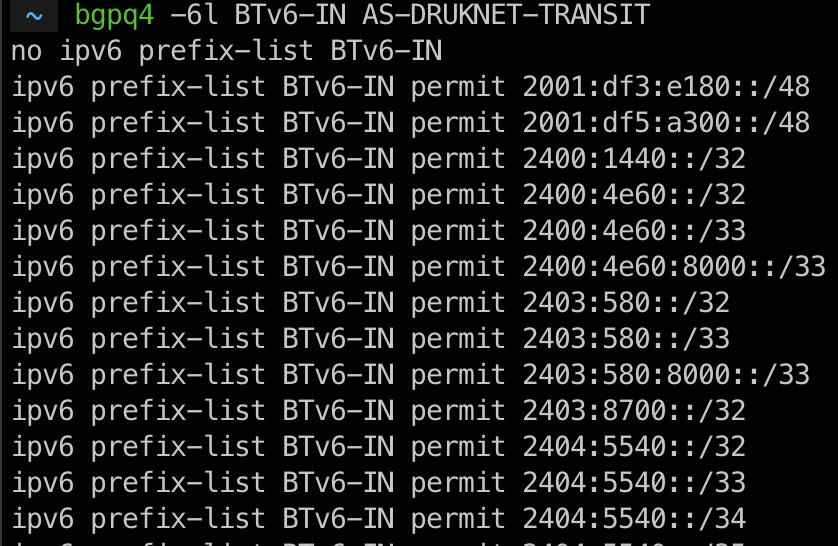 ~ bgpq4 -6l BTv6-IN AS-DRUKNET-TRANSIT
no ipv6 prefix-list BTv6-IN
ipv6 prefix-list BTv6-IN permit 2001:df3:e180::/48
ipv6 prefix-list BTv6-IN permit 2001:df5:a300::/48
ipv6 prefix-list BTv6-IN permit 2400:1440::/32
ipv6 prefix-list BTv6-IN permit 2400:4e60::/32
ipv6 prefix-list BTv6-IN permit 2400:4e60::/33
ipv6 prefix-list BTv6-IN permit 2400:4e60:8000::/33
ipv6 prefix-list BTv6-IN permit 2403:580::/32
ipv6 prefix-list BTv6-IN permit 2403:580::/33
ipv6 prefix-list BTv6-IN permit 2403:580:8000::/33
ipv6 prefix-list BTv6-IN permit 2403:8700::/32
ipv6 prefix-list BTv6-IN permit 2404:5540::/32
ipv6 prefix-list BTv6-IN permit 2404:5540::/33
ipv6 prefix-list BTv6-IN permit 2404:5540::/34